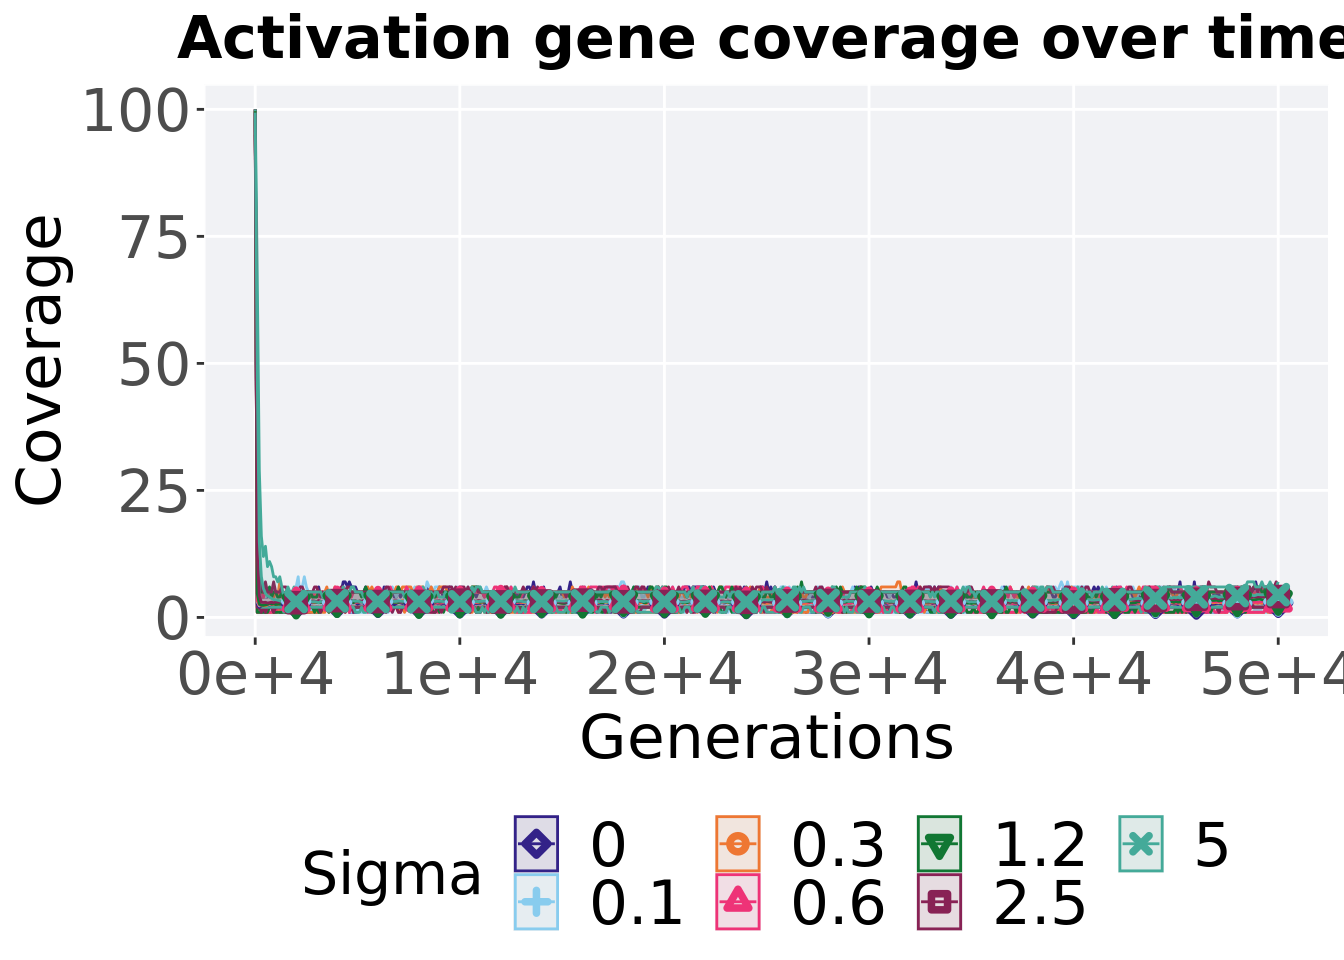 Activation gene coverage over time
Coverage
100
75
50
25
0
0e+4 1e+4 2e+4 3e+4 4e+4 5e+4
Generations
Sigma
0 0.3 1.2 5
0.1 0.6 2.5